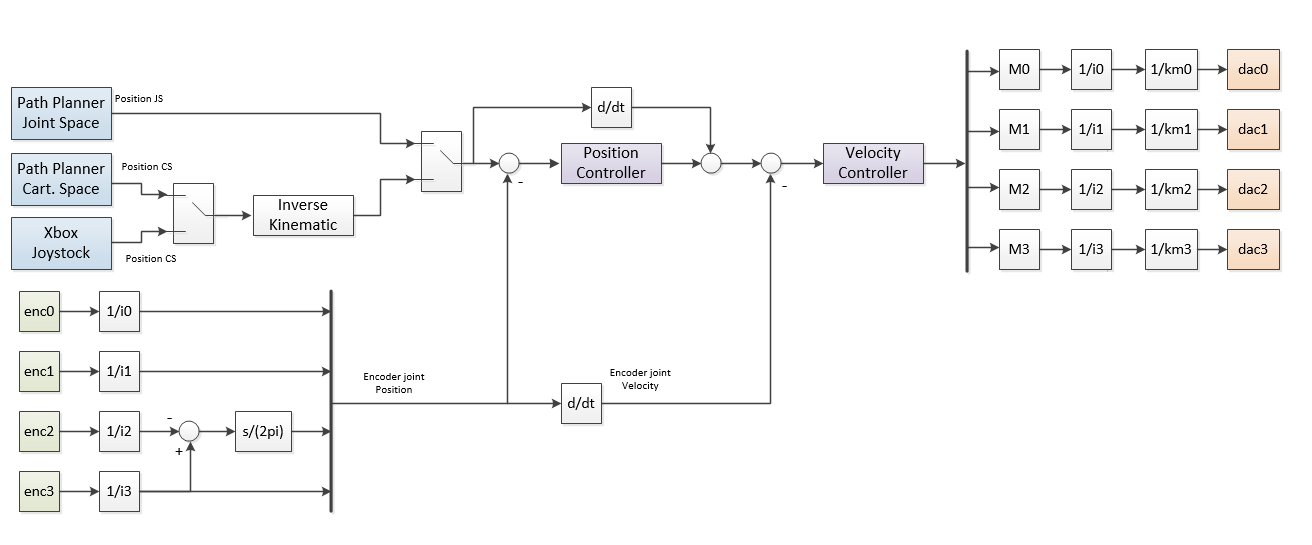 Path Planner
Joint Space
Position JS
Path Planner
Cart. Space
Position CS
Xbox
Joystock
Position CS
Inverse
Kinematic
d/dt
-
Position
Controller
-
Velocity
Controller
M0
1/i0
1/km0
dac0
M1
1/i1
1/km1
dac1
M2
1/i2
1/km2
dac2
M3
1/i3
1/km3
dac3
enc0
1/i0
enc1
1/i1
enc2
1/i2
-
+
s/(2pi)
enc3
1/i3
Encoder joint
Position
d/dt
Encoder joint
Velocity